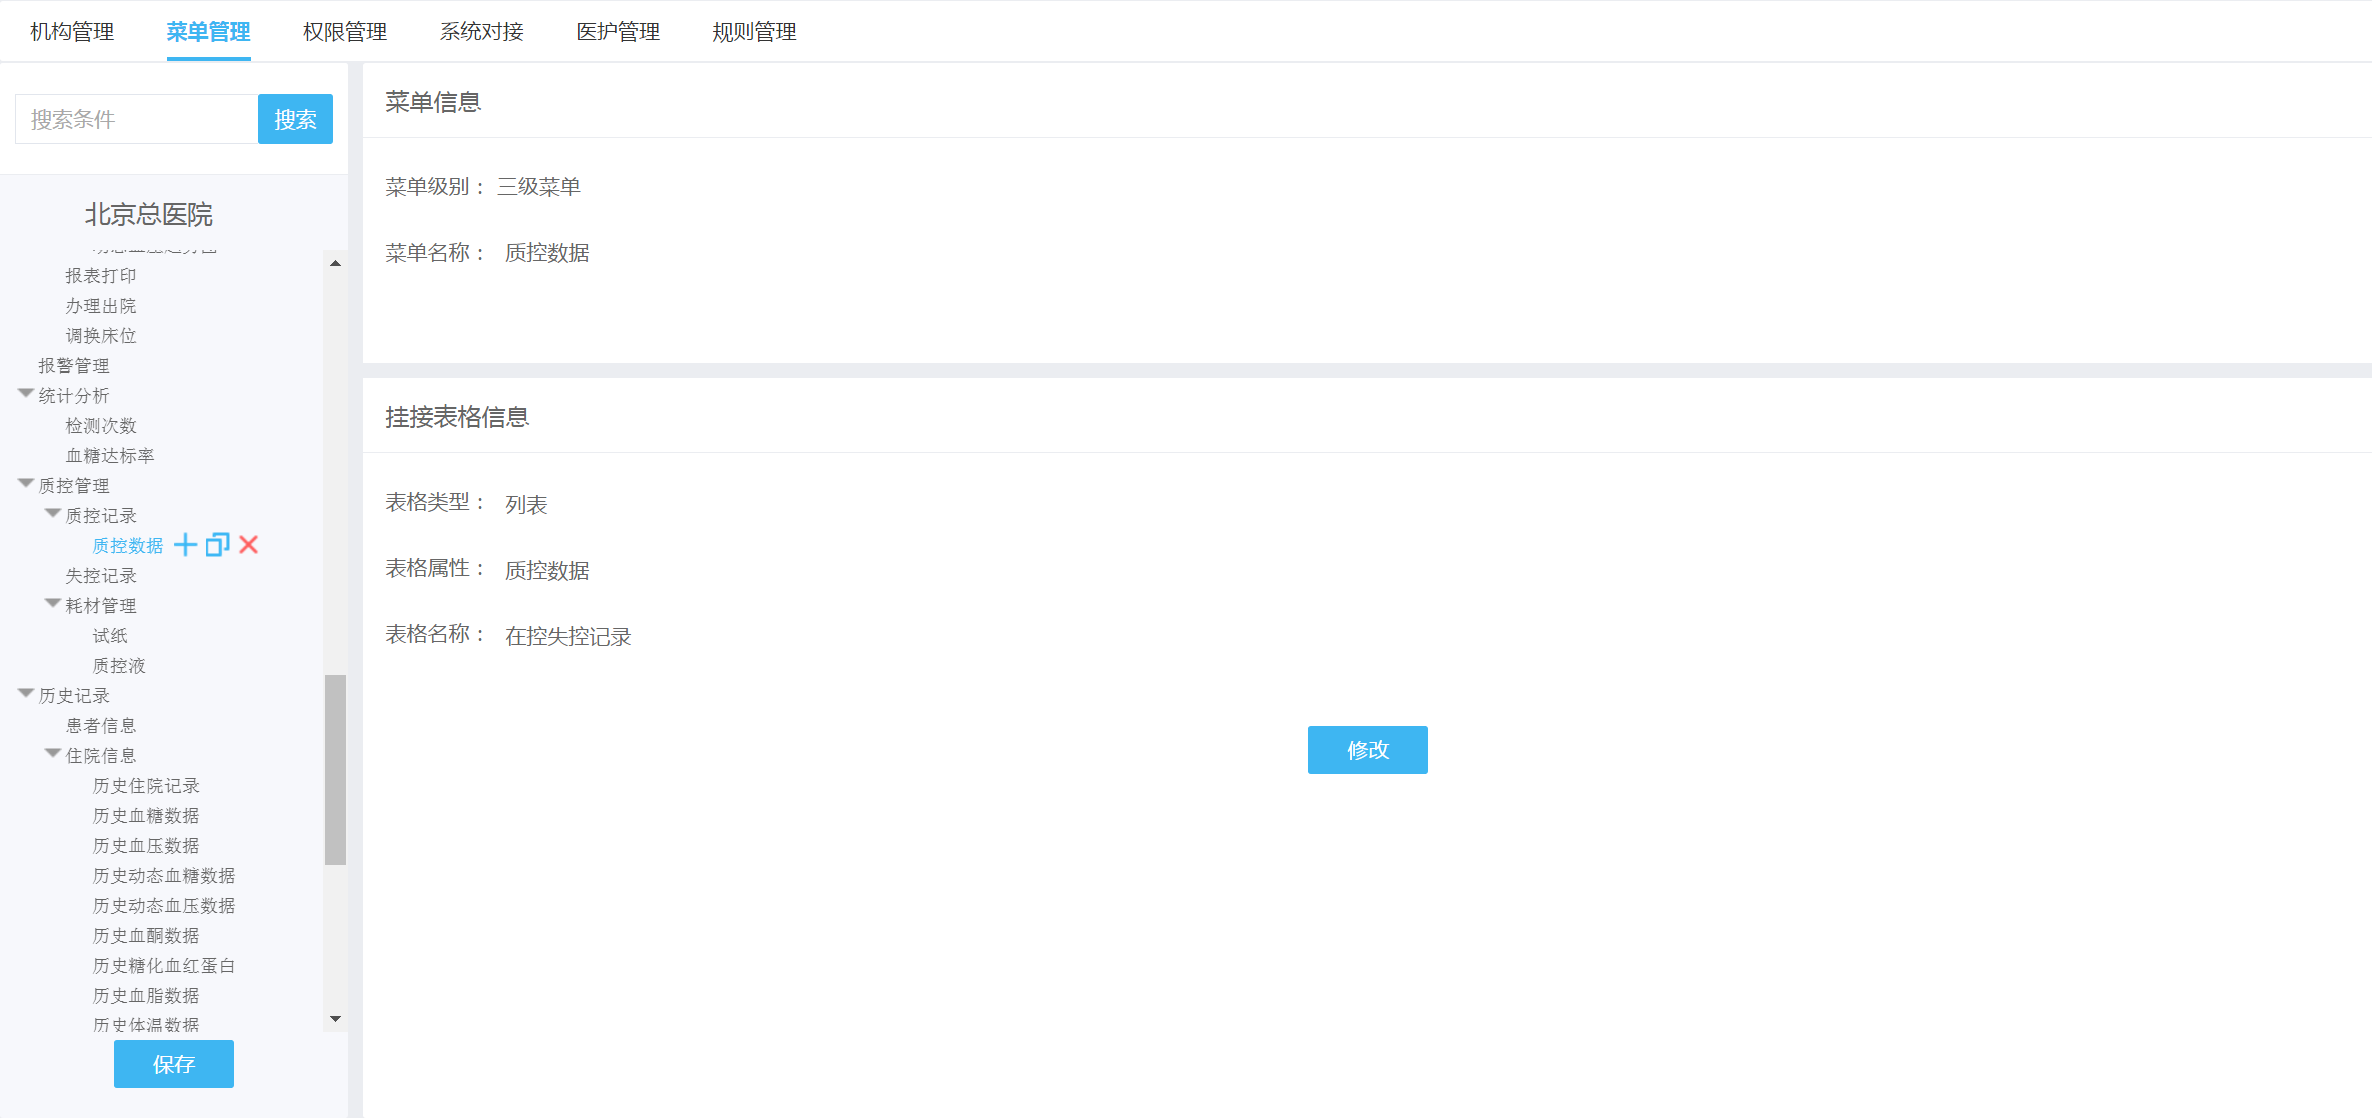 机构管理 菜单管理 权限管理 系统对接 医护管理 规则管理
搜索条件 搜索
北京总医院
报表打印
办理出院
调换床位
报警管理
统计分析
检测次数
血糖达标率
质控管理
质控记录
质控数据
失控记录
耗材管理
试纸
质控液
历史记录
患者信息
住院信息
历史住院记录
历史血糖数据
历史血压数据
历史动态血糖数据
历史动态血压数据
历史血酮数据
历史糖化血红蛋白
历史血脂数据
历史体温数据
保存
菜单信息
菜单级别： 三级菜单
菜单名称： 质控数据
挂接表格信息
表格类型： 列表
表格属性： 质控数据
表格名称： 在控失控记录
修改